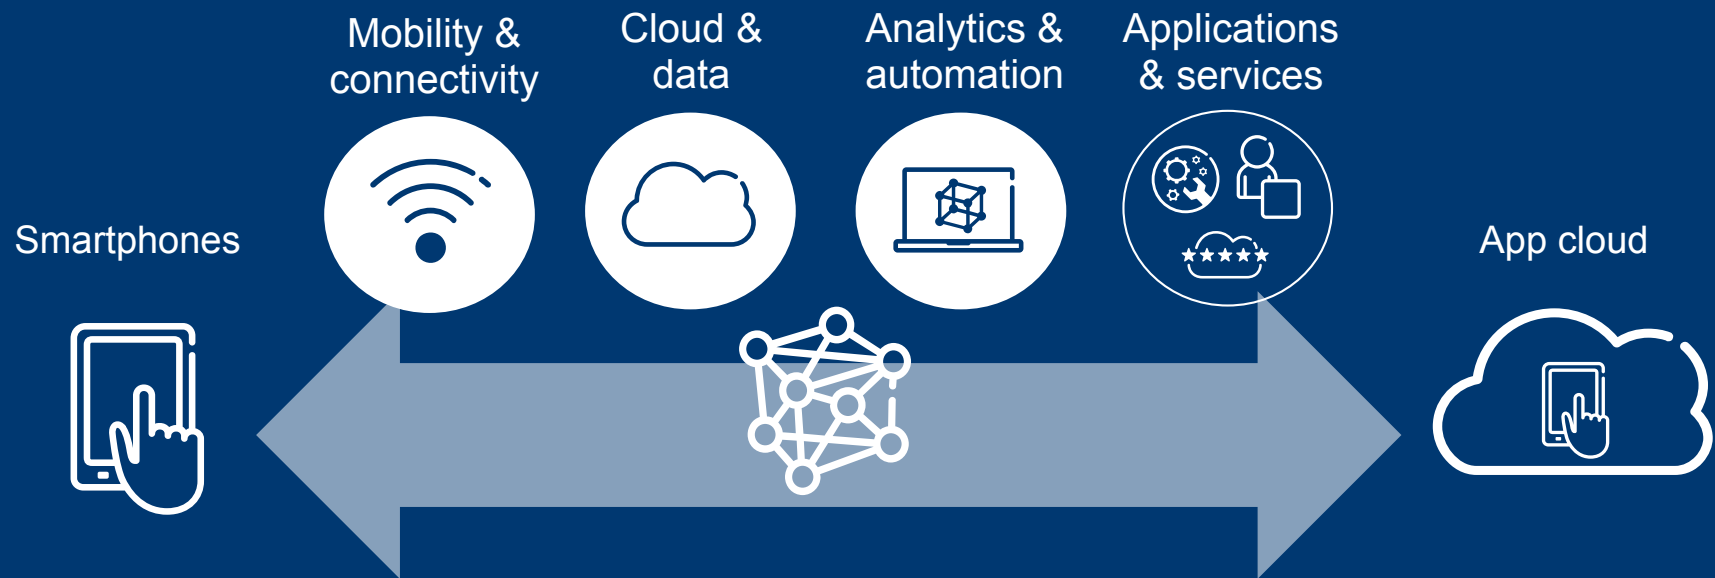 Mobility &
connectivity
Cloud &
data
Analytics &
automation
Applications
& services
Smartphones
App cloud